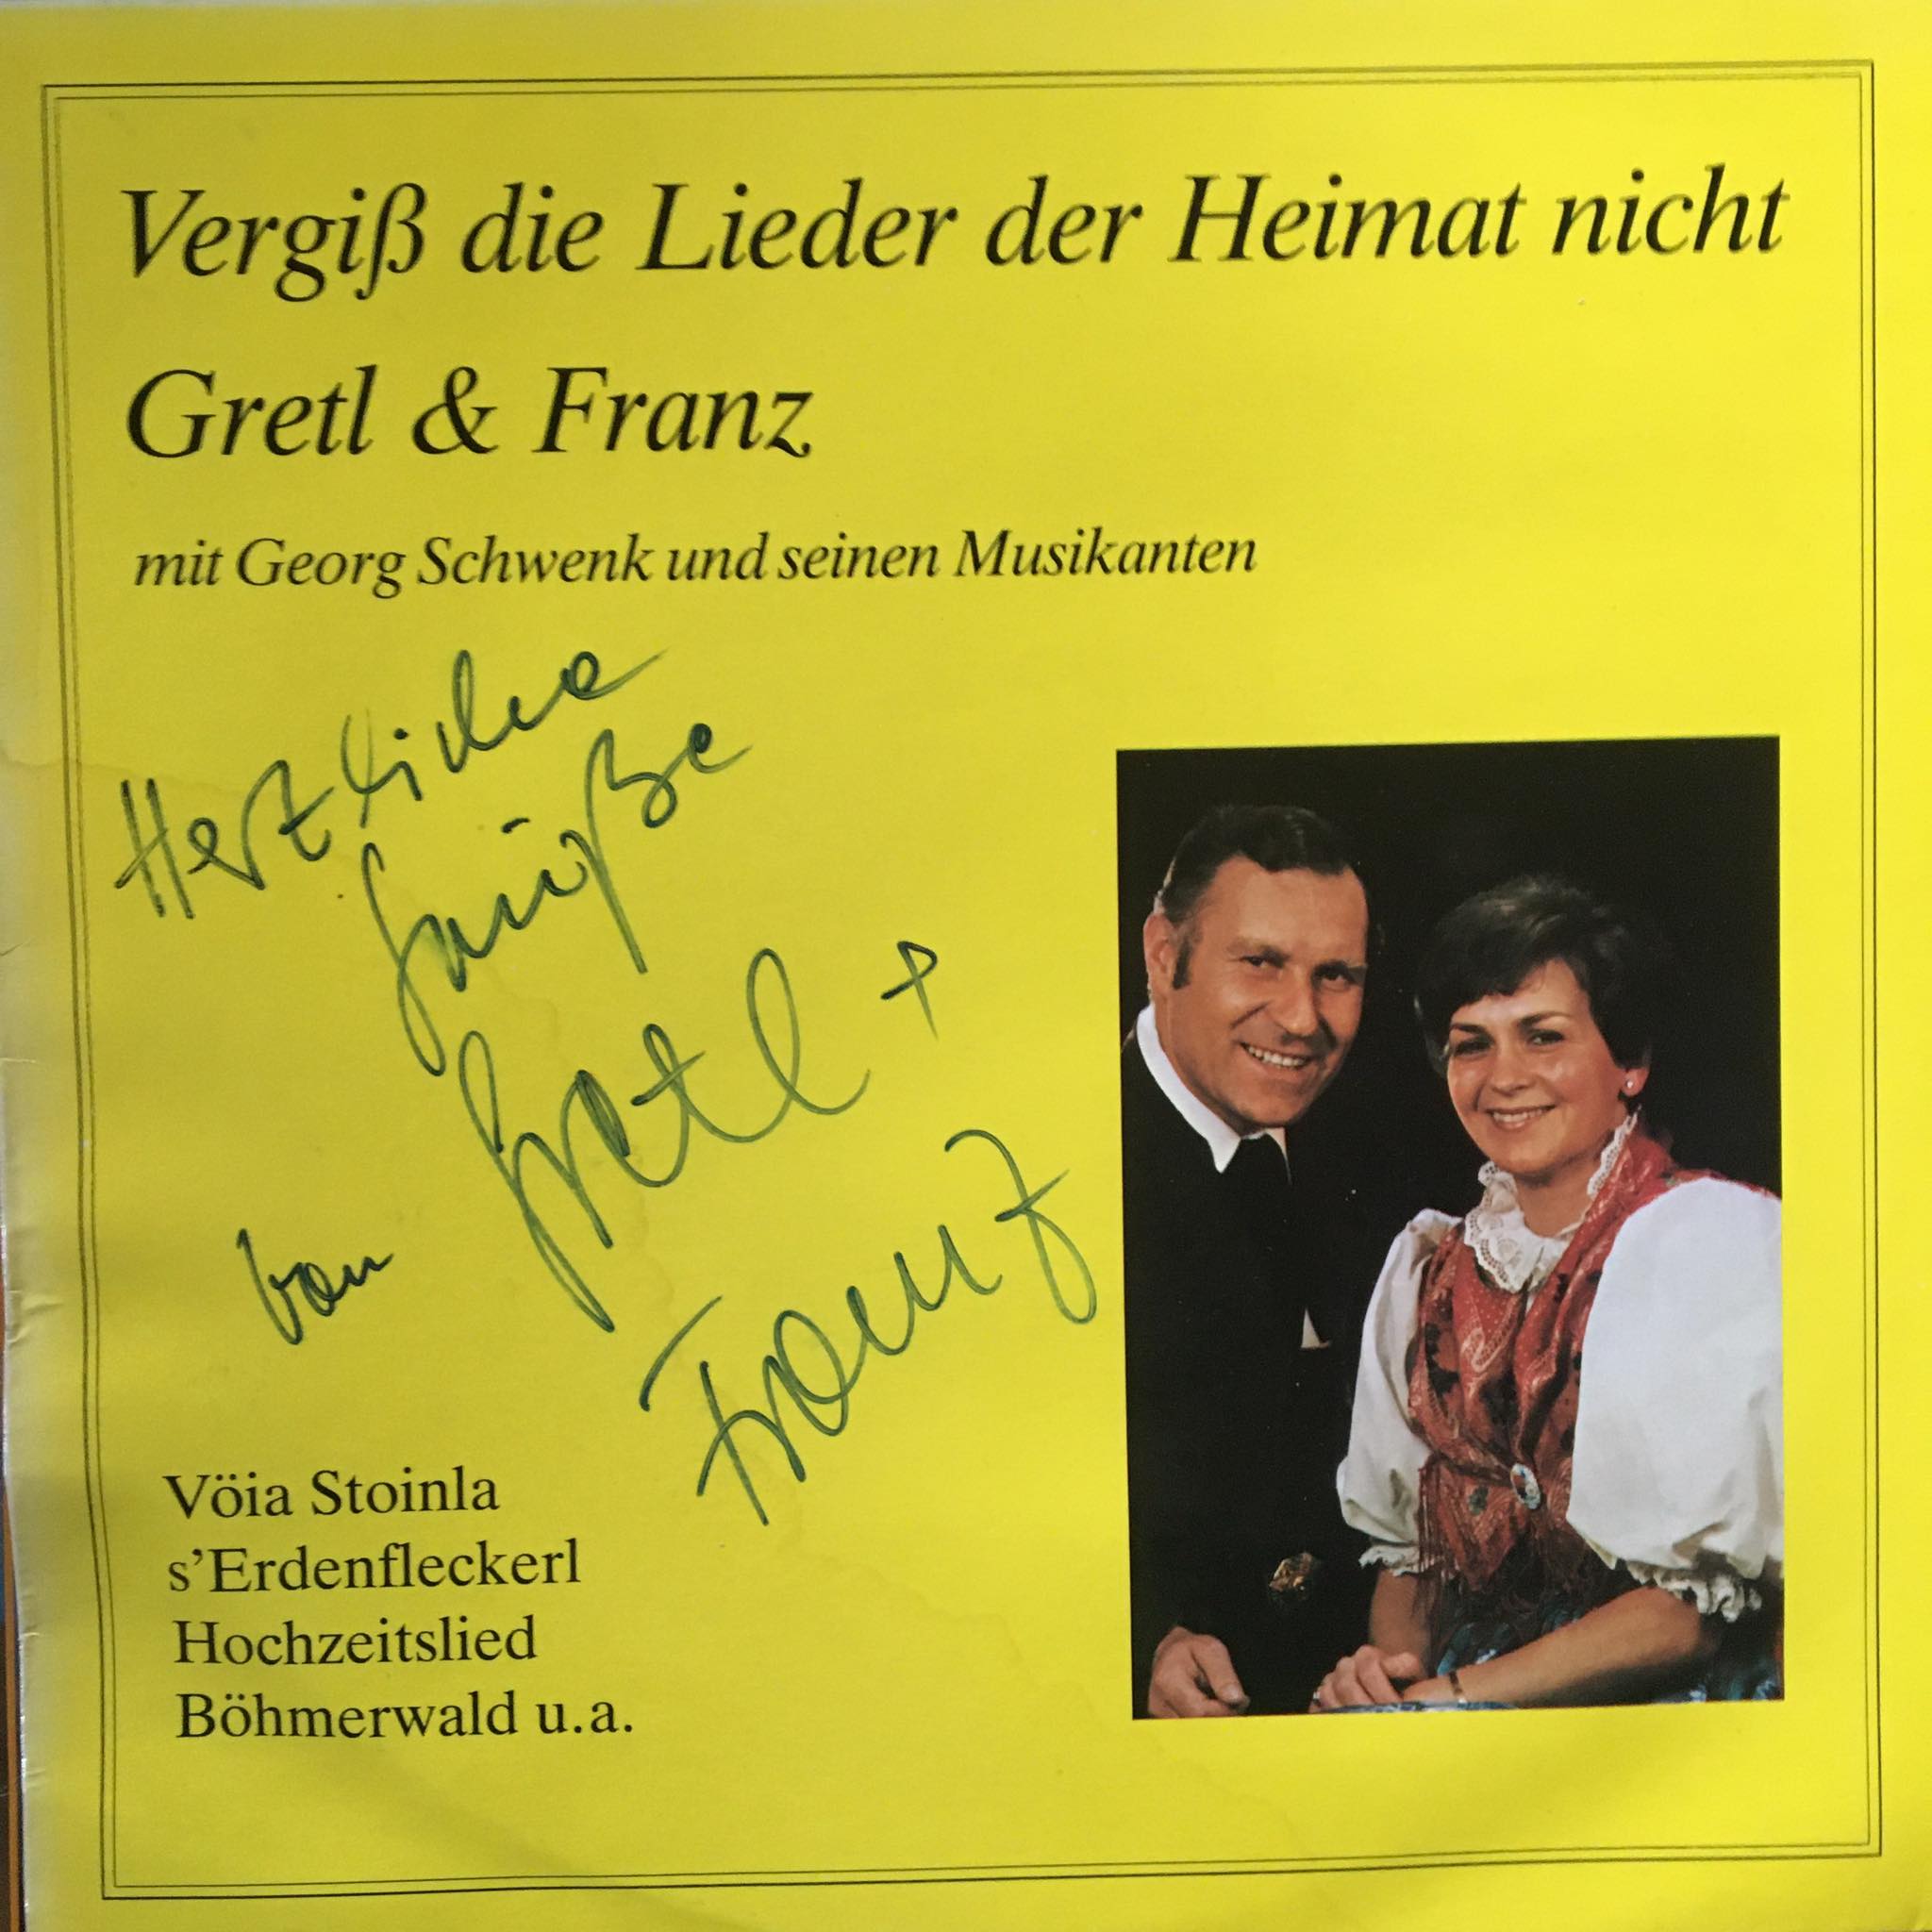 Vergiß die Lieder der Heimat nicht
Gretl & Franz
mit Georg Schwenk und seinen Musikanten
Herzliche
Grüße
von Gretl +
Franz
Vöia Stoinla
s'Erdenfleckerl
Hochzeitslied
Böhmerwald u.a.